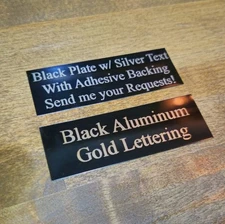 Black Plate w/ Silver Text
With Adhesive Backing
Send me your Requests!
Black Aluminum
Gold Lettering